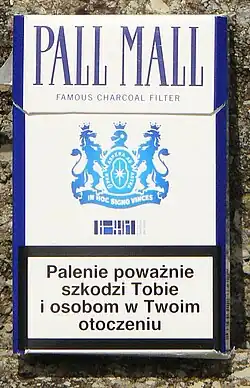 PALL MALL
FAMOUS CHARCOAL FILTER
IN HOC SIGNO VINCES
Palenie poważnie
szkodzi Tobie
i osobom w Twoim
otoczeniu